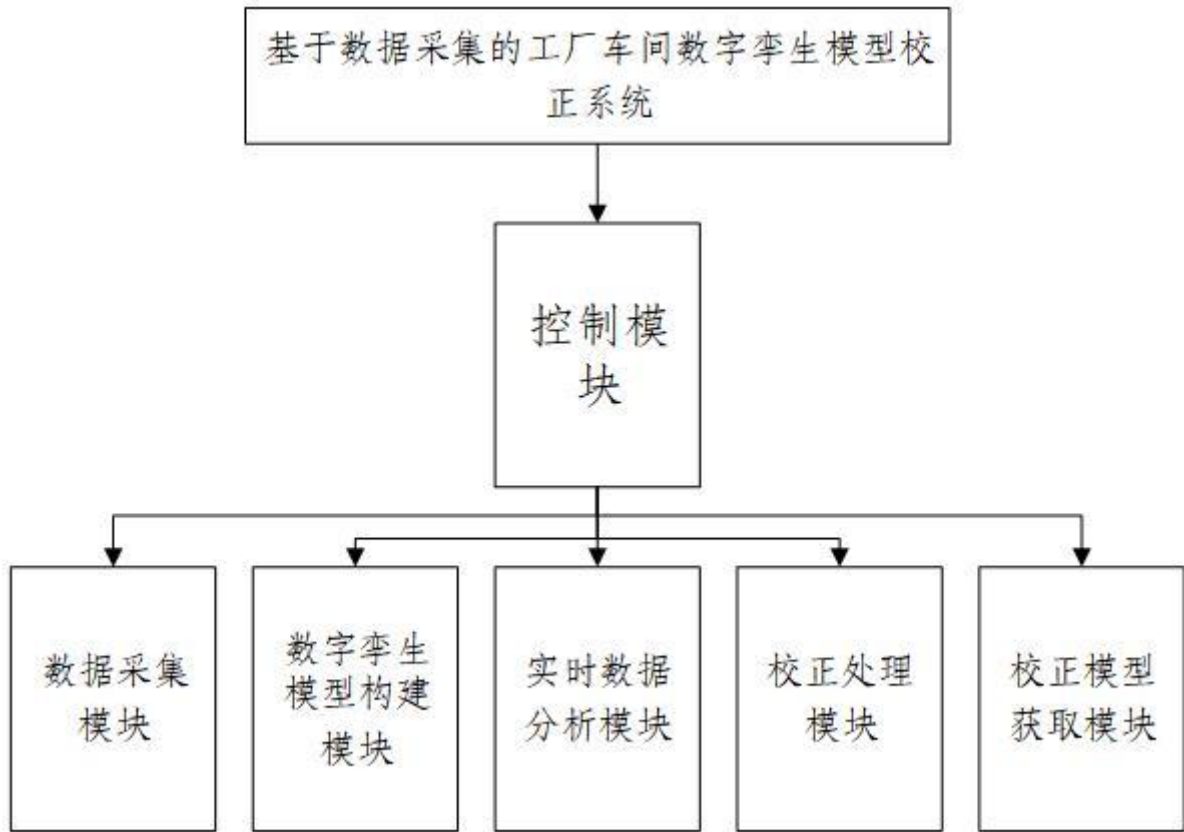 基于数据采集的工厂车间数字孪生模型校
正系统
控制模
块
数据采集
模块
数字孪生
模型构建
模块
实时数据
分析模块
校正处理
模块
校正模型
获取模块